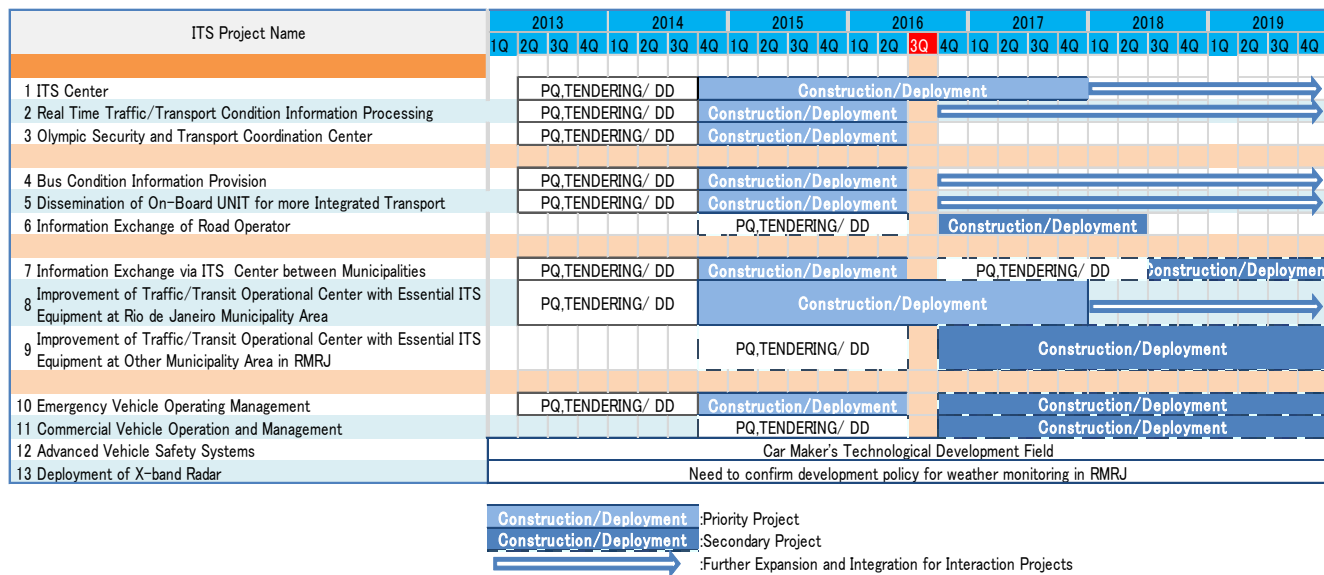 ITS Project Name
2013 2014 2015 2016 2017 2018 2019
1Q 2Q 3Q 4Q 1Q 2Q 3Q 4Q 1Q 2Q 3Q 4Q 1Q 2Q 3Q 4Q 1Q 2Q 3Q 4Q 1Q 2Q 3Q 4Q 1Q 2Q 3Q 4Q
1 ITS Center PQ,TENDERING/ DD Construction/Deployment
2 Real Time Traffic/Transport Condition Information Processing PQ,TENDERING/ DD Construction/Deployment
3 Olympic Security and Transport Coordination Center PQ,TENDERING/ DD Construction/Deployment
4 Bus Condition Information Provision PQ,TENDERING/ DD Construction/Deployment
5 Dissemination of On-Board UNIT for more Integrated Transport PQ,TENDERING/ DD Construction/Deployment
6 Information Exchange of Road Operator PQ,TENDERING/ DD Construction/Deployment
7 Information Exchange via ITS Center between Municipalities PQ,TENDERING/ DD Construction/Deployment PQ,TENDERING/ DD Construction/Deployment
8 Improvement of Traffic/Transit Operational Center with Essential ITS
Equipment at Rio de Janeiro Municipality Area PQ,TENDERING/ DD Construction/Deployment
9 Improvement of Traffic/Transit Operational Center with Essential ITS
Equipment at Other Municipality Area in RMRJ PQ,TENDERING/ DD Construction/Deployment
10 Emergency Vehicle Operating Management PQ,TENDERING/ DD Construction/Deployment Construction/Deployment
11 Commercial Vehicle Operation and Management PQ,TENDERING/ DD Construction/Deployment
12 Advanced Vehicle Safety Systems Car Maker's Technological Development Field
13 Deployment of X-band Radar Need to confirm development policy for weather monitoring in RMRJ
Construction/Deployment :Priority Project
Construction/Deployment :Secondary Project
:Further Expansion and Integration for Interaction Projects